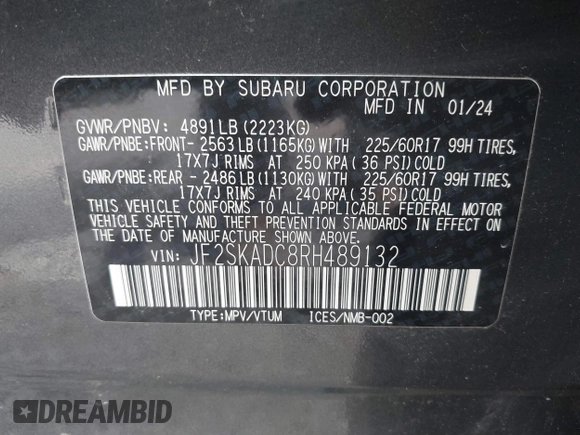 MFD BY SUBARU CORPORATION
MFD IN 01/24
GVWR/PNBV: 4891LB (2223KG)
GAWR/PNBE:FRONT- 2563 LB (1165KG) WITH 225/60R17 99H TIRES,
17X7J RIMS AT 250 KPA ( 36 PSI) COLD
GAWR/PNBE:REAR - 2486 LB (1130KG) WITH 225/60R17 99H TIRES,
17X7J RIMS AT 240 KPA ( 35 PSI) COLD
THIS VEHICLE CONFORMS TO ALL APPLICABLE FEDERAL MOTOR
VEHICLE SAFETY AND THEFT PREVENTION STANDARDS IN EFFECT ON
THE DATE OF MANUFACTURE SHOWN ABOVE.
VIN: JF2SKADC8RH489132
TYPE:MPV/VTUM ICES/NMB-002
DREAMBID